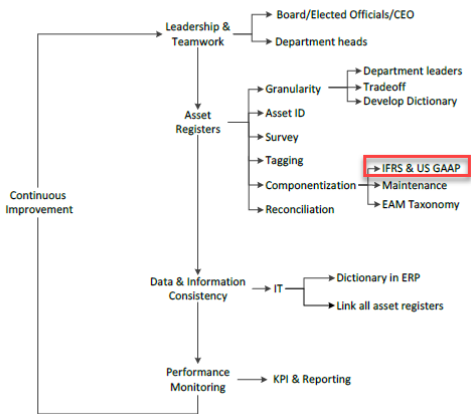 Leadership &
Teamwork
Board/Elected Officials/CEO
Department heads
Asset
Registers
Granularity
Department leaders
Tradeoff
Develop Dictionary
Asset ID
Survey
Tagging
Componentization
IFRS & US GAAP
Maintenance
EAM Taxonomy
Reconciliation
Continuous
Improvement
Data & Information
Consistency
IT
Dictionary in ERP
Link all asset registers
Performance
Monitoring
KPI & Reporting